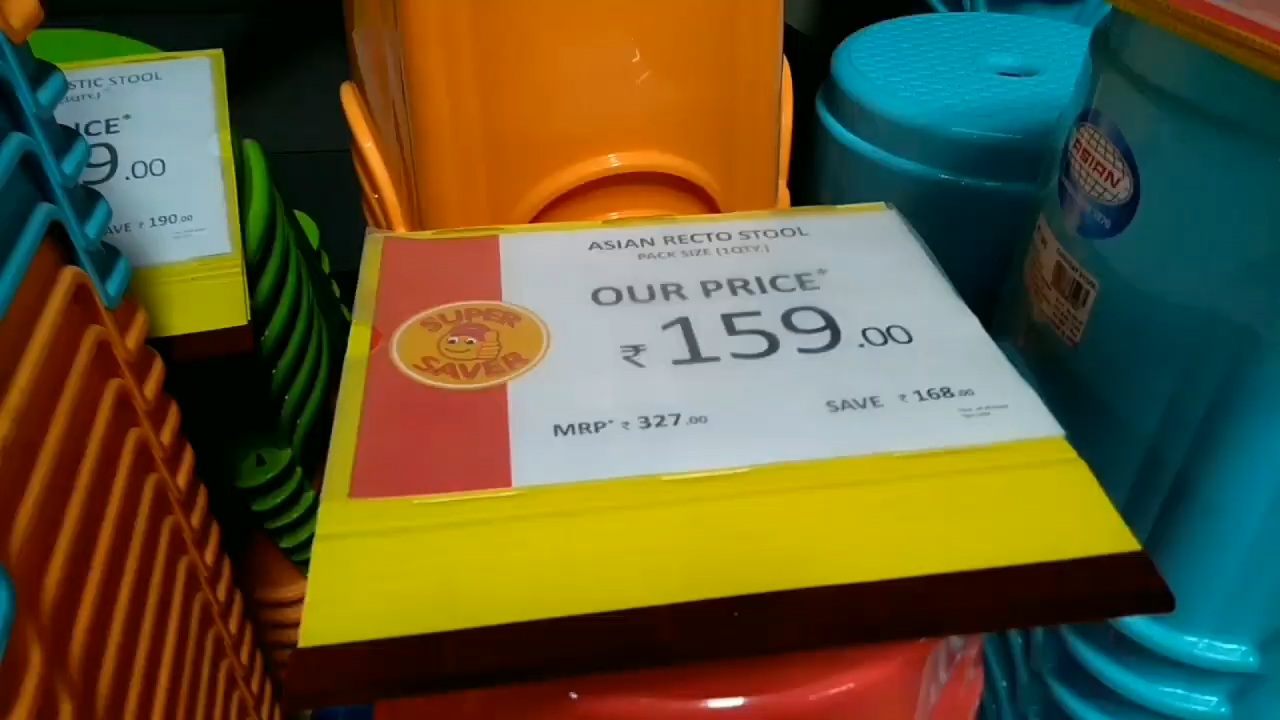 STIC STOOL
ICE*
9.00
AVE ₹ 190.00
ASIAN RECTO STOOL
PACK SIZE (1QTY.)
OUR PRICE*
₹ 159.00
SUPER
SAVER
MRP* ₹ 327.00
SAVE ₹ 168.00
ASIAN